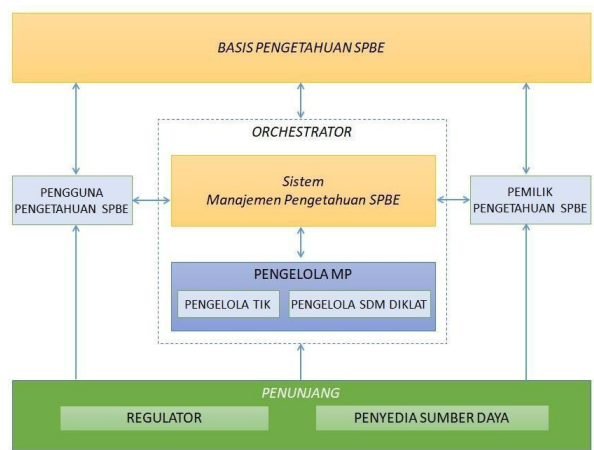 BASIS PENGETAHUAN SPBE
ORCHESTRATOR
Sistem
Manajemen Pengetahuan SPBE
PENGGUNA
PENGETAHUAN SPBE
PEMILIK
PENGETAHUAN SPBE
PENGELOLA MP
PENGELOLA TIK
PENGELOLA SDM DIKLAT
PENUNJANG
REGULATOR
PENYEDIA SUMBER DAYA